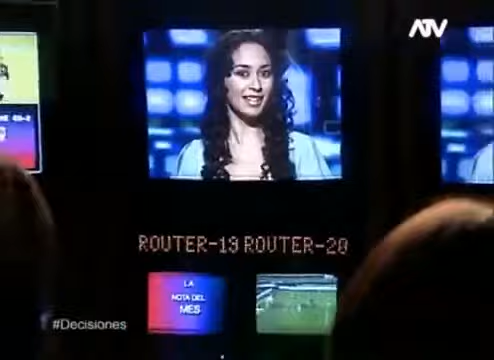 ATV
ROUTER-19 ROUTER-20
LA
NOTA DEL
MES
#Decisiones